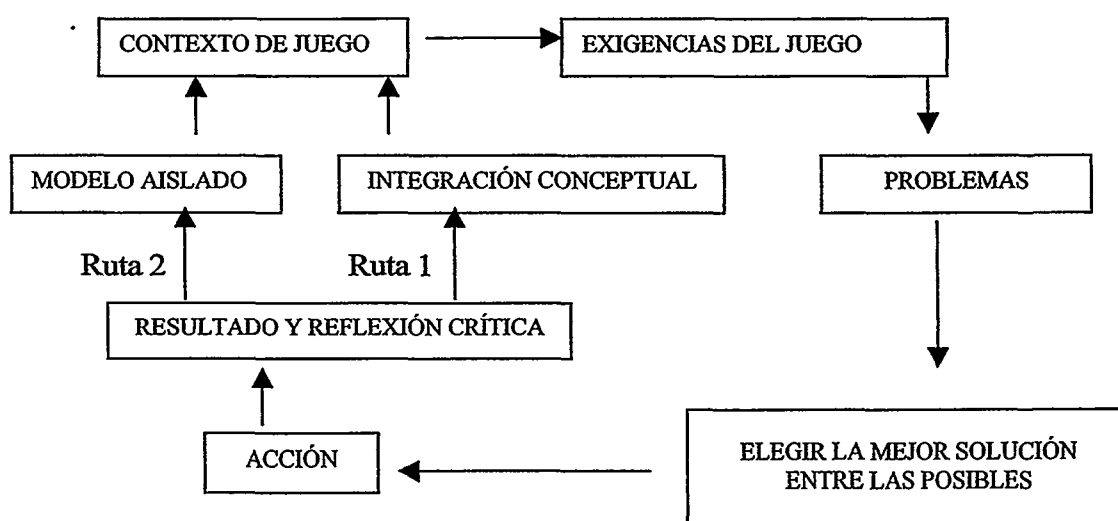 CONTEXTO DE JUEGO
EXIGENCIAS DEL JUEGO
MODELO AISLADO
INTEGRACIÓN CONCEPTUAL
PROBLEMAS
Ruta 2
Ruta 1
RESULTADO Y REFLEXIÓN CRÍTICA
ACCIÓN
ELEGIR LA MEJOR SOLUCIÓN
ENTRE LAS POSIBLES